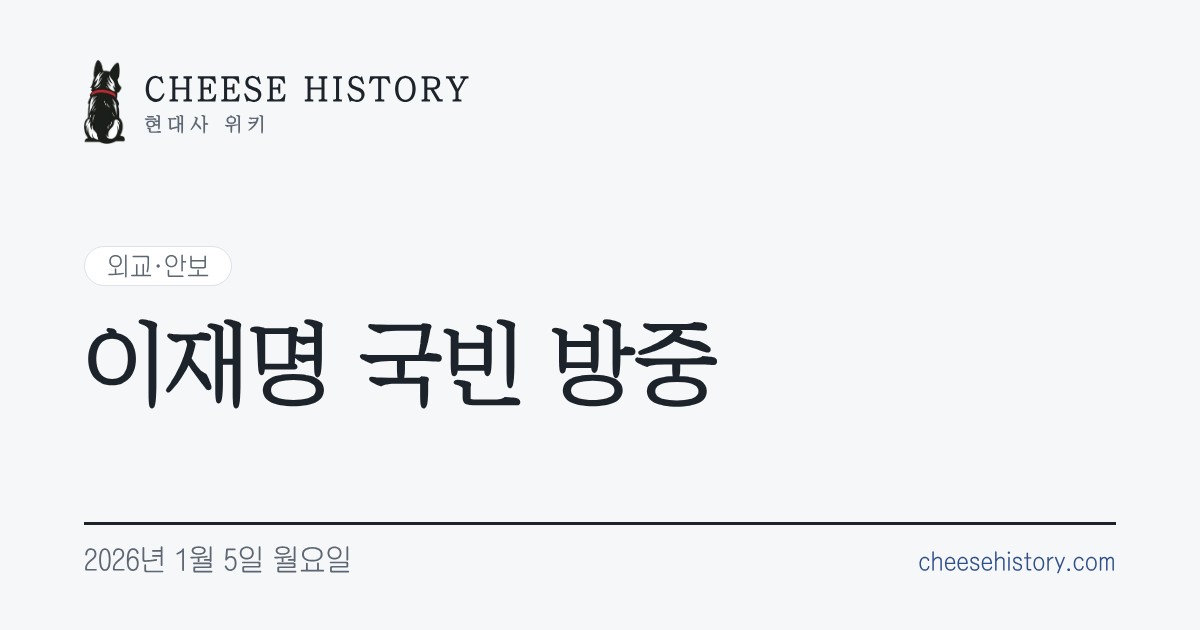 CHEESE HISTORY
현대사 위키
외교·안보
이재명 국빈 방중
2026년 1월 5일 월요일
cheesehistory.com